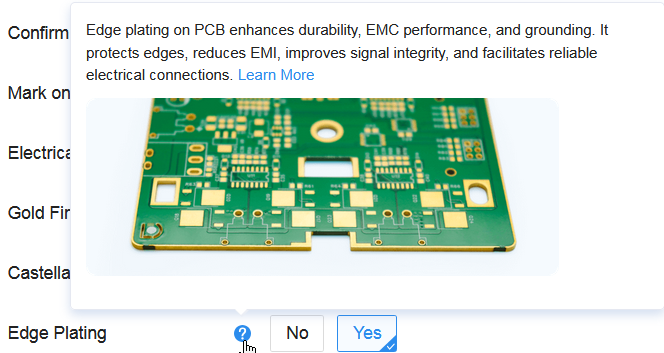 Edge plating on PCB enhances durability, EMC performance, and grounding. It
Confirm
protects edges, reduces EMI, improves signal integrity, and facilitates reliable
electrical connections. Learn More
Mark on
Electrica
Gold Fin
Castella
Edge Plating ? No Yes